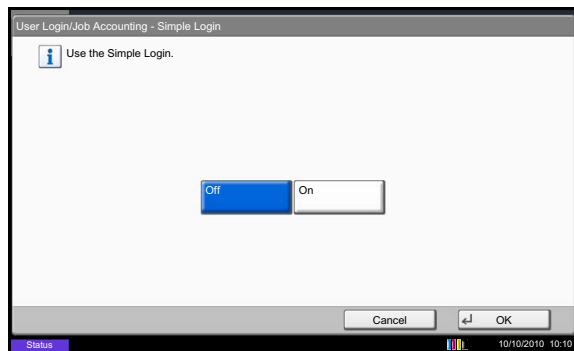 User Login/Job Accounting - Simple Login
Use the Simple Login.
Off
On
Cancel
OK
Status
10/10/2010 10:10